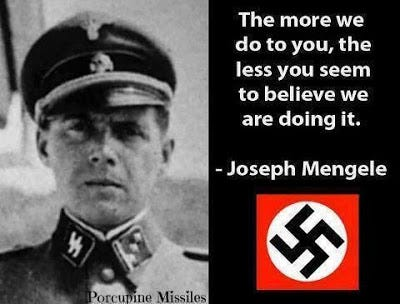 The more we
do to you, the
less you seem
to believe we
are doing it.
- Joseph Mengele
Porcupine Missiles